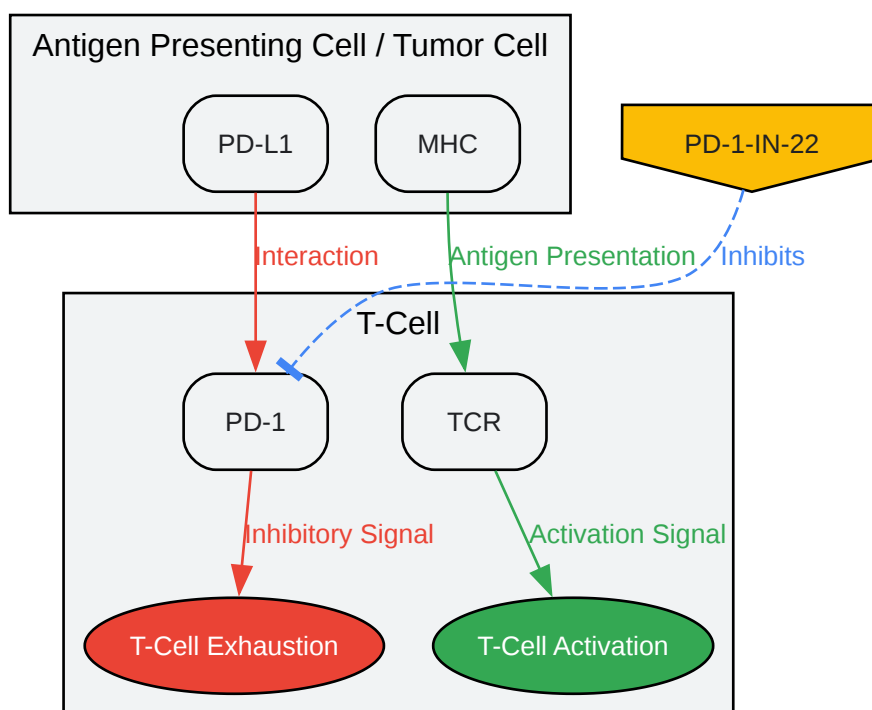 Antigen Presenting Cell / Tumor Cell
PD-L1
MHC
PD-1-IN-22
Interaction
Antigen Presentation
Inhibits
T-Cell
PD-1
TCR
Inhibitory Signal
Activation Signal
T-Cell Exhaustion
T-Cell Activation